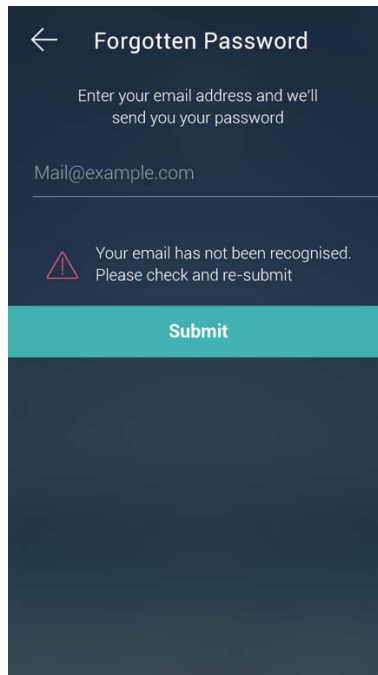 Forgotten Password
Enter your email address and we'll
send you your password
Mail@example.com
Your email has not been recognised.
Please check and re-submit
Submit